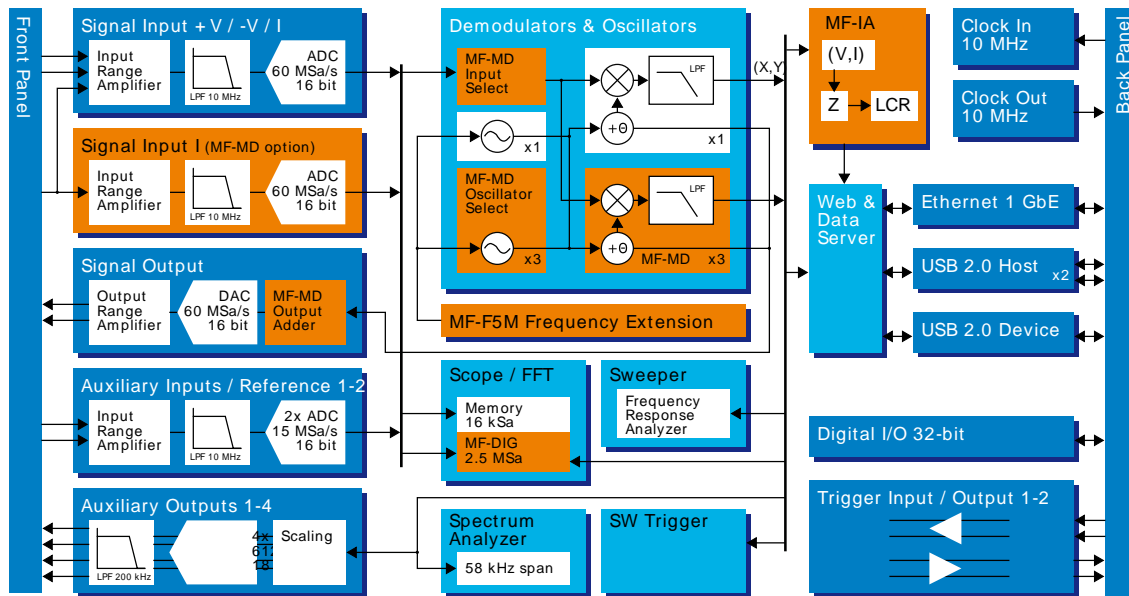 Front Panel
Signal Input +V / -V / I
Input
Range
Amplifier
LPF 10 MHz
ADC
60 MSa/s
16 bit
Signal Input I (MF-MD option)
Input
Range
Amplifier
LPF 10 MHz
ADC
60 MSa/s
16 bit
Signal Output
Output
Range
Amplifier
DAC
60 MSa/s
16 bit
MF-MD
Output
Adder
Auxiliary Inputs / Reference 1-2
Input
Range
Amplifier
LPF 10 MHz
2x ADC
15 MSa/s
16 bit
Auxiliary Outputs 1-4
LPF 200 kHz
4x
Scaling
Demodulators & Oscillators
MF-MD
Input
Select
x1
MF-MD
Oscillator
Select
x3
LPF
+Θ
x1
LPF
+Θ
MF-MD
x3
(X,Y)
MF-F5M Frequency Extension
Scope / FFT
Memory
16 kSa
MF-DIG
2.5 MSa
Sweeper
Frequency
Response
Analyzer
Spectrum
Analyzer
58 kHz span
SW Trigger
MF-IA
(V,I)
Z
LCR
Web &
Data
Server
Clock In
10 MHz
Clock Out
10 MHz
Ethernet 1 GbE
USB 2.0 Host
x2
USB 2.0 Device
Digital I/O 32-bit
Trigger Input / Output 1-2
Back Panel